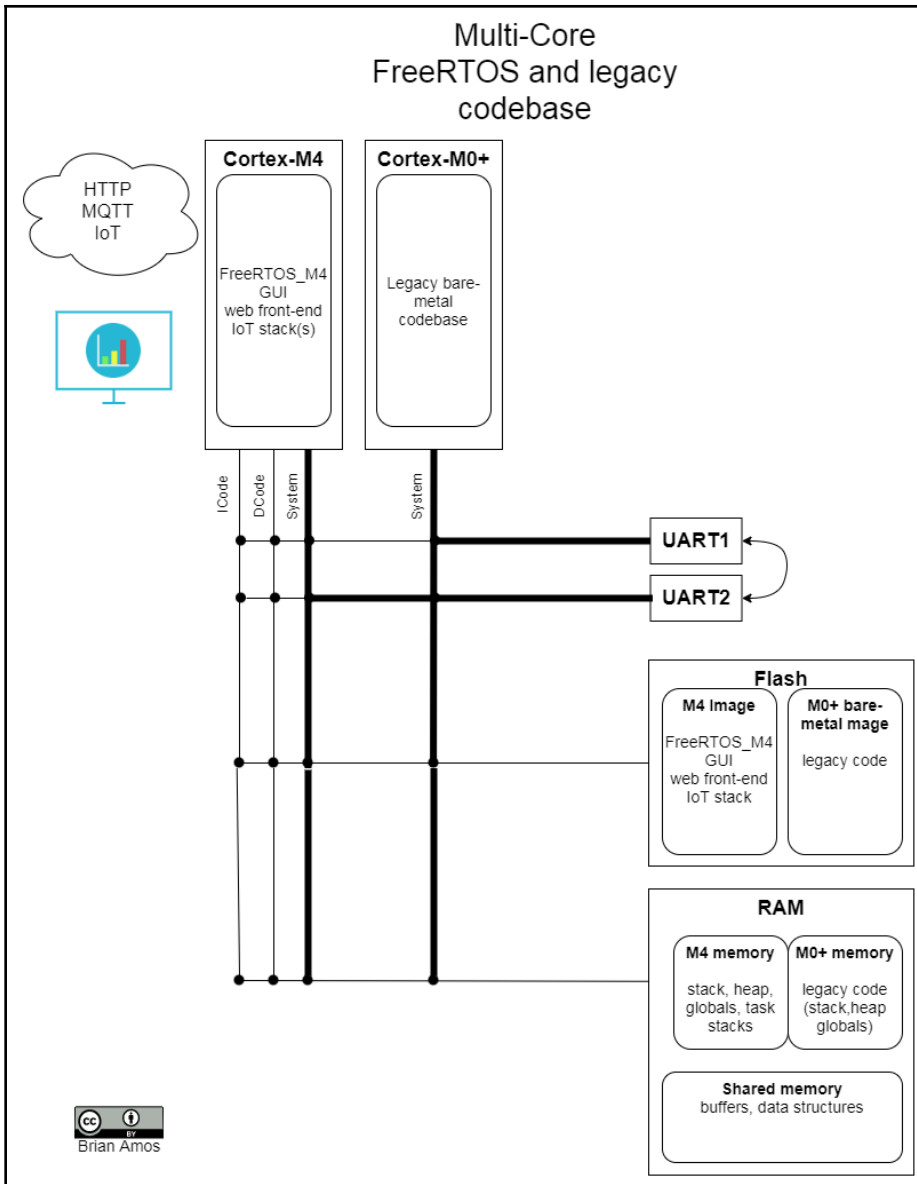 Multi-Core
FreeRTOS and legacy
codebase
HTTP
MQTT
IoT
Cortex-M4
FreeRTOS_M4
GUI
web front-end
IoT stack(s)
Cortex-M0+
Legacy bare-
metal
codebase
ICode
DCode
System
System
UART1
UART2
Flash
M4 Image
FreeRTOS_M4
GUI
web front-end
IoT stack
M0+ bare-
metal mage
legacy code
RAM
M4 memory
stack, heap,
globals, task
stacks
M0+ memory
legacy code
(stack,heap
globals)
Shared memory
buffers, data structures
cc
BY
Brian Amos